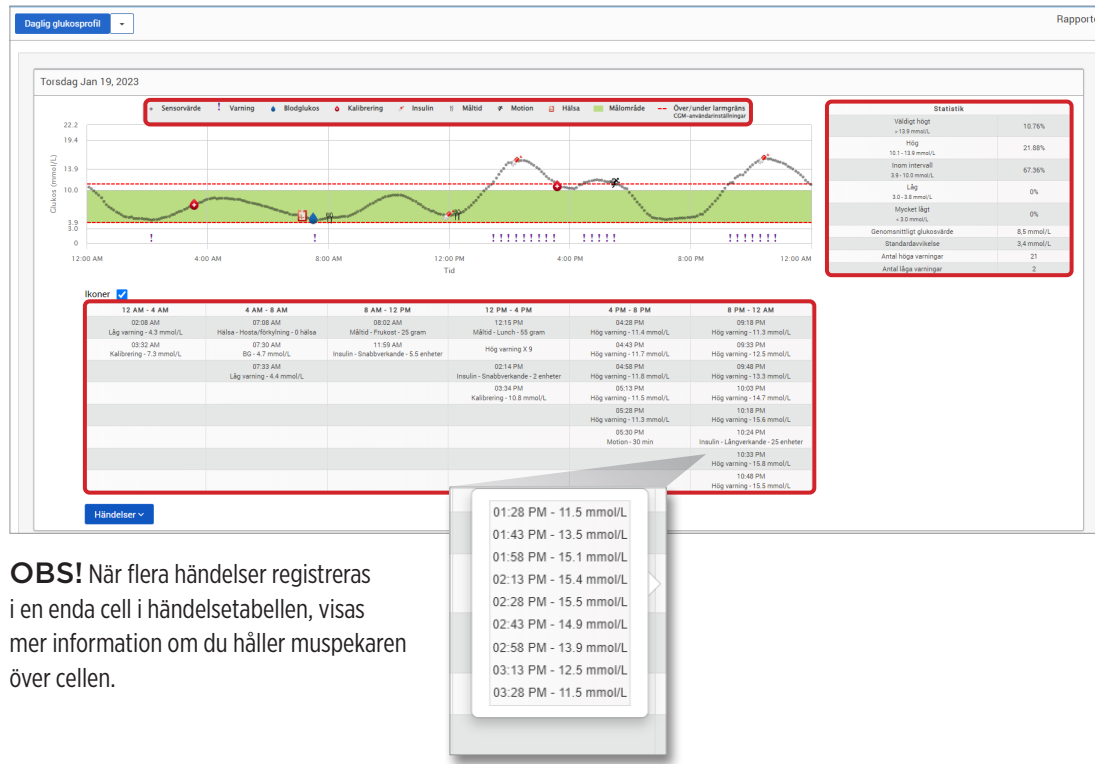 Daglig glukosprofil
Rapporte
Torsdag Jan 19, 2023
Sensorvärde Varning Blodglukos Kalibrering Insulin Måltid Motion Hälsa Målområde Över/under larmgräns
CGM-användarinställningar
Glukos (mmol/L)
22.2
19.4
13.9
10.0
3.9
3.0
0
12:00 AM 4:00 AM 8:00 AM 12:00 PM 4:00 PM 8:00 PM 12:00 AM
Tid
Statistik
Väldigt högt
> 13.9 mmol/L
10.76%
Hög
10.1 - 13.9 mmol/L
21.88%
Inom intervall
3.9 - 10.0 mmol/L
67.36%
Låg
3.0 - 3.8 mmol/L
0%
Mycket lågt
< 3.0 mmol/L
0%
Genomsnittligt glukosvärde 8,5 mmol/L
Standardavvikelse 3,4 mmol/L
Antal höga varningar 21
Antal låga varningar 2
Ikoner
12 AM - 4 AM 4 AM - 8 AM 8 AM - 12 PM 12 PM - 4 PM 4 PM - 8 PM 8 PM - 12 AM
02:08 AM 07:08 AM 08:02 AM 12:15 PM 04:28 PM 09:18 PM
Låg varning - 4.3 mmol/L Hälsa - Hosta/förkylning - 0 hälsa Måltid - Frukost - 25 gram Måltid - Lunch - 55 gram Hög varning - 11.4 mmol/L Hög varning - 11.3 mmol/L
03:32 AM 07:30 AM 11:59 AM Hög varning X 9 04:43 PM 09:33 PM
Kalibrering - 7.3 mmol/L BG - 4.7 mmol/L Insulin - Snabbverkande - 5.5 enheter Hög varning - 11.7 mmol/L Hög varning - 12.5 mmol/L
07:33 AM 02:14 PM 04:58 PM 09:48 PM
Låg varning - 4.4 mmol/L Insulin - Snabbverkande - 2 enheter Hög varning - 11.8 mmol/L Hög varning - 13.3 mmol/L
03:34 PM 05:13 PM 10:03 PM
Kalibrering - 10.8 mmol/L Hög varning - 11.5 mmol/L Hög varning - 14.7 mmol/L
05:28 PM 10:18 PM
Hög varning - 11.3 mmol/L Hög varning - 15.6 mmol/L
05:30 PM 10:24 PM
Motion - 30 min Insulin - Långverkande - 25 enheter
10:33 PM
Hög varning - 15.8 mmol/L
10:48 PM
Hög varning - 15.5 mmol/L
Händelser
01:28 PM - 11.5 mmol/L
01:43 PM - 13.5 mmol/L
01:58 PM - 15.1 mmol/L
02:13 PM - 15.4 mmol/L
02:28 PM - 15.5 mmol/L
02:43 PM - 14.9 mmol/L
02:58 PM - 13.9 mmol/L
03:13 PM - 12.5 mmol/L
03:28 PM - 11.5 mmol/L
OBS! När flera händelser registreras
i en enda cell i händelsetabellen, visas
mer information om du håller muspekaren
över cellen.